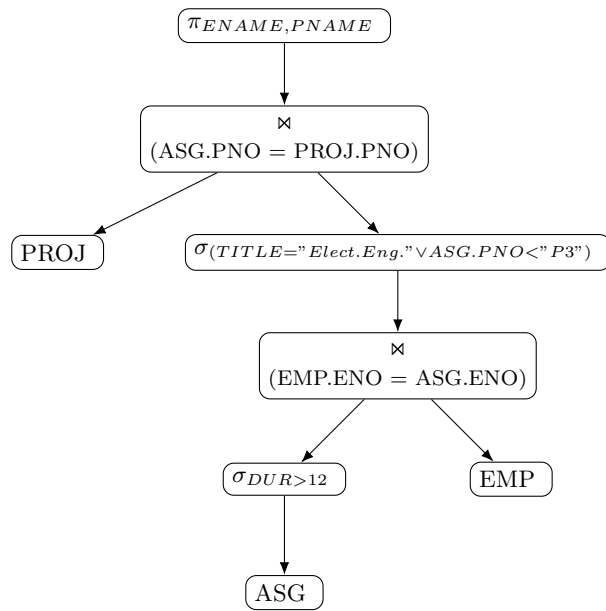 π_{ENAME,PNAME}
⋈
(ASG.PNO = PROJ.PNO)
PROJ
σ_{(TITLE="Elect.Eng."∨ASG.PNO<"P3")}
⋈
(EMP.ENO = ASG.ENO)
σ_{DUR>12}
EMP
ASG